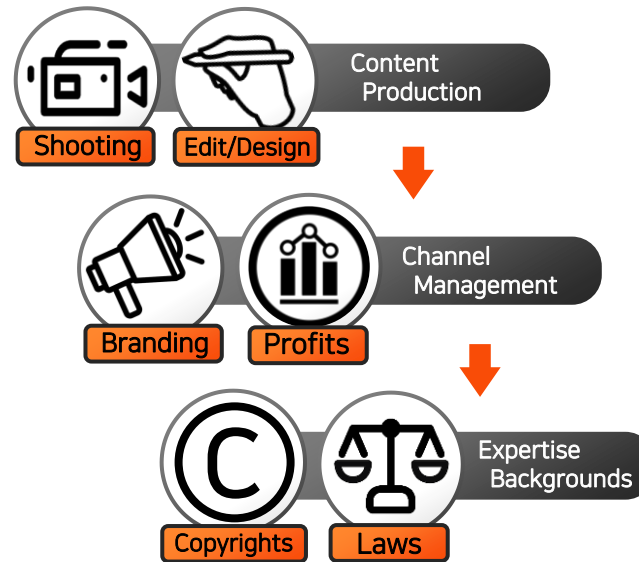 Content
Production
Shooting
Edit/Design
Channel
Management
Branding
Profits
C
Expertise
Backgrounds
Copyrights
Laws